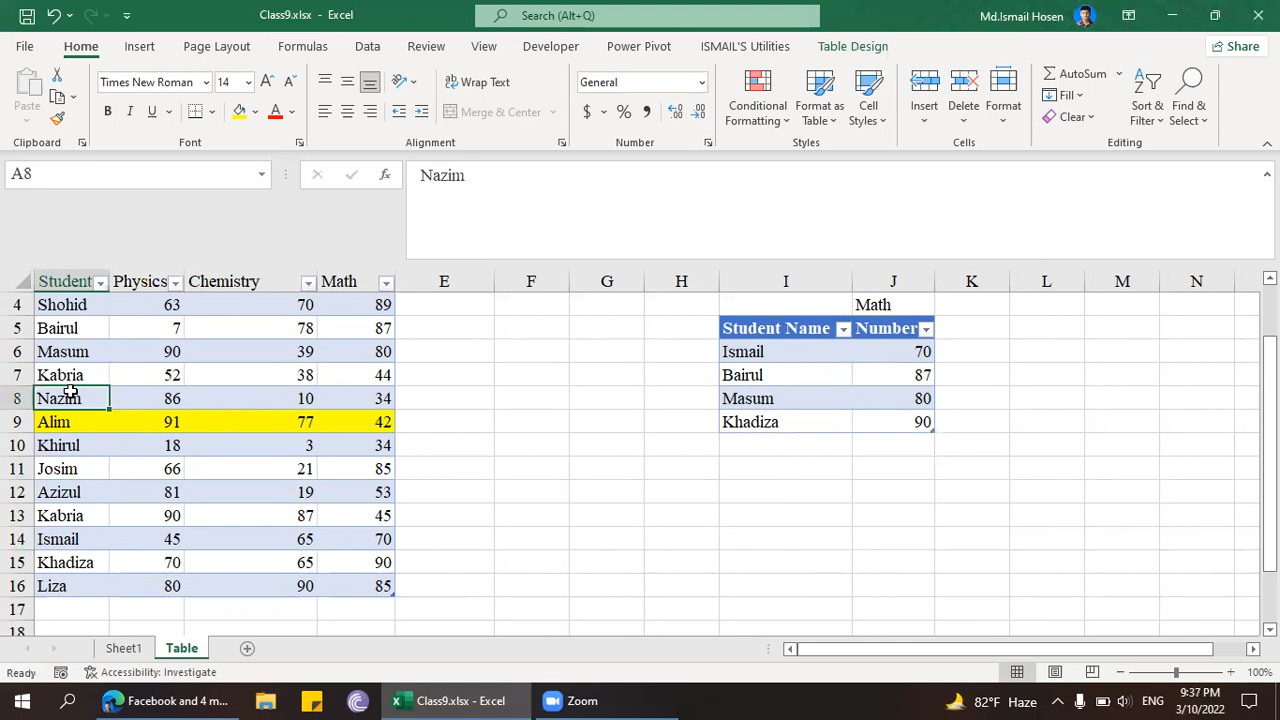 Class9.xlsx - Excel
Search (Alt+Q)
Md.Ismail Hosen
File Home Insert Page Layout Formulas Data Review View Developer Power Pivot ISMAIL'S Utilities Table Design Share
Paste
Clipboard
Times New Roman 14
B I U
Font
Wrap Text
Merge & Center
Alignment
General
$ % 9
Number
Conditional Formatting
Format as Table
Cell Styles
Styles
Insert Delete Format
Cells
AutoSum
Fill
Clear
Sort & Filter
Find & Select
Editing
A8 fx Nazim
Student Physics Chemistry Math E F G H I J K L M N
4 Shohid 63 70 89 Math
5 Bairul 7 78 87 Student Name Number
6 Masum 90 39 80 Ismail 70
7 Kabria 52 38 44 Bairul 87
8 Nazim 86 10 34 Masum 80
9 Alim 91 77 42 Khadiza 90
10 Khirul 18 3 34
11 Josim 66 21 85
12 Azizul 81 19 53
13 Kabria 90 87 45
14 Ismail 45 65 70
15 Khadiza 70 65 90
16 Liza 80 90 85
17
18
Sheet1 Table
Ready Accessibility: Investigate 100%
Facebook and 4 m... Class9.xlsx - Excel Zoom 82°F Haze ENG 9:37 PM
3/10/2022